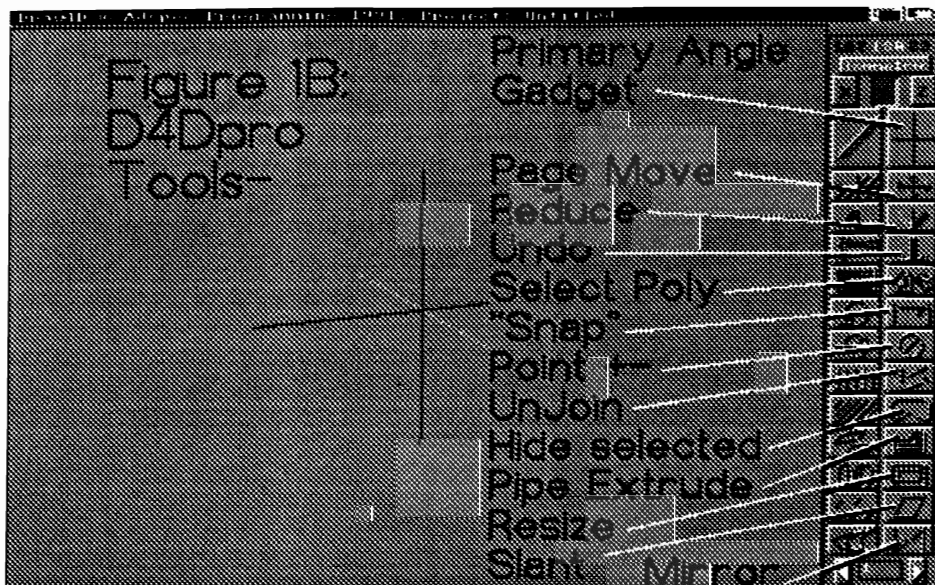 Figure 1B:
D4Dpro
Tools-
Primary Angle
Gadget
Page Move
Reduce
Undo
Select Poly
"Snap"
Point +-
UnJoin
Hide selected
Pipe Extrude
Resize
Slant
Mirror